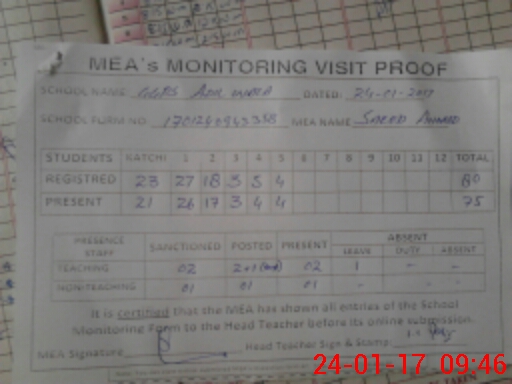 MEA's MONITORING VISIT PROOF
SCHOOL NAME GGPS DATED: 24-01-2017
SCHOOL FORM NO. MEA NAME Saeed Ahmad
STUDENTS KATCHI 1 2 3 4 5 6 7 8 9 10 11 12 TOTAL
REGISTRED 23 27 18 3 5 4 80
PRESENT 21 26 17 3 4 4 75
PRESENCE STAFF SANCTIONED POSTED PRESENT ABSENT
LEAVE DUTY ABSENT
TEACHING 02 2+1 02 1 - -
NON-TEACHING 01 01 01 - - -
It is certified that the MEA has shown all entries of the School
Monitoring Form to the Head Teacher before its online submission.
MEA Signature Head Teacher Sign & Stamp
24-01-17 09:46